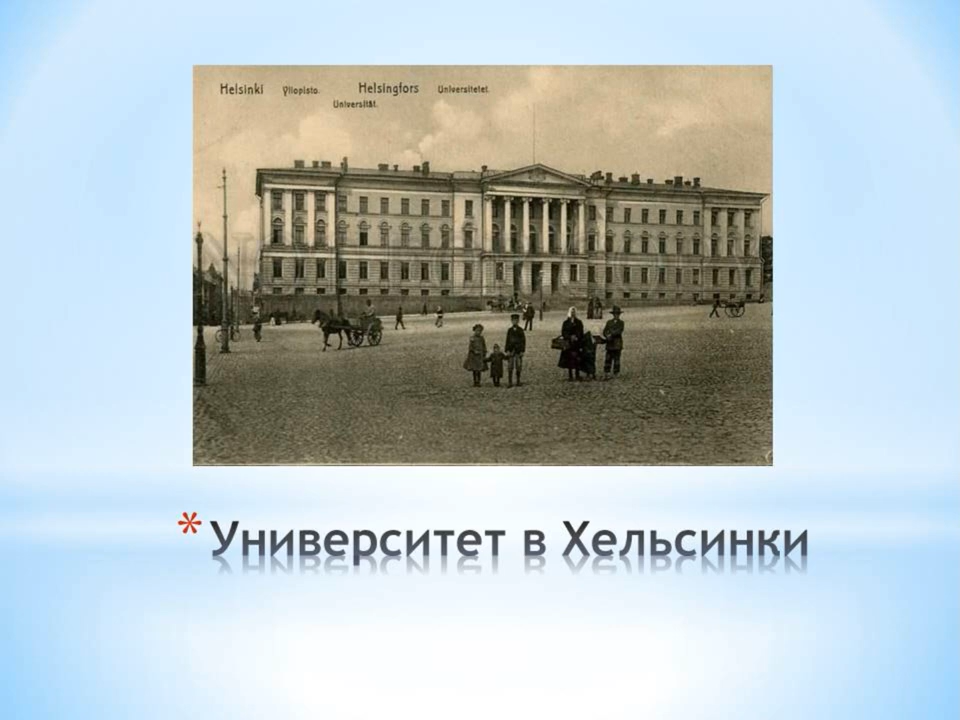 Helsinki Yliopisto. Helsingfors Universitetet.
Universität.
* Университет в Хельсинки